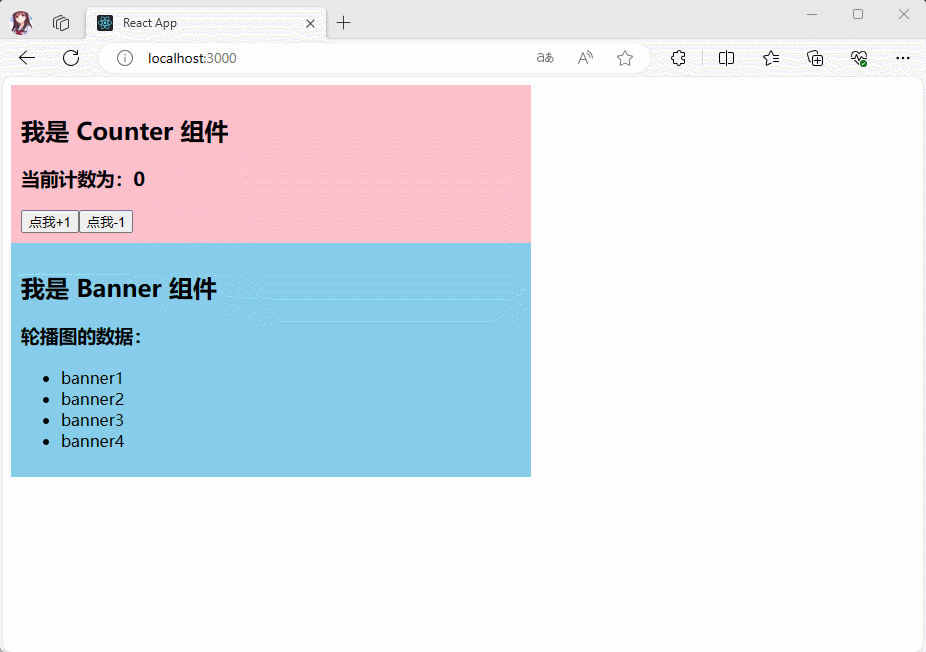 React App
localhost:3000
我是 Counter 组件
当前计数为：0
点我+1 点我-1
我是 Banner 组件
轮播图的数据：
banner1
banner2
banner3
banner4